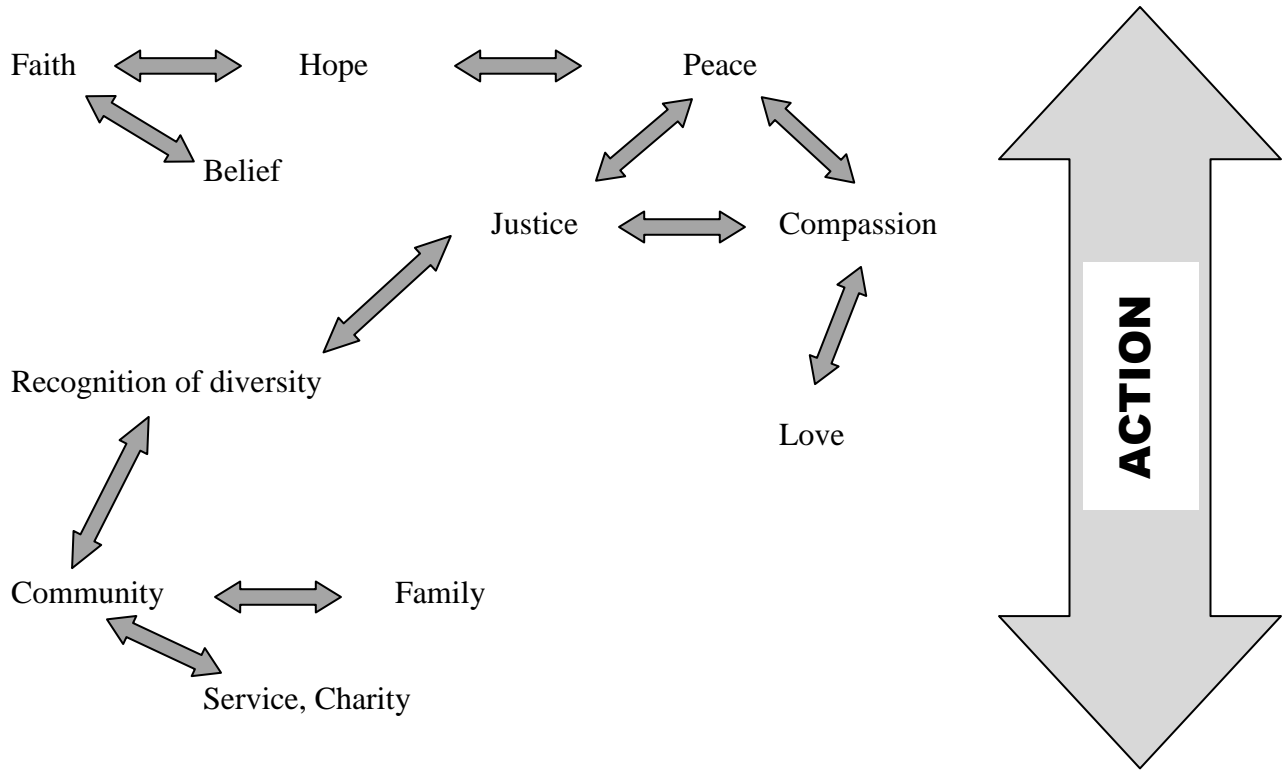 Faith
Hope
Peace
Belief
Justice
Compassion
Recognition of diversity
Love
Community
Family
Service, Charity
ACTION